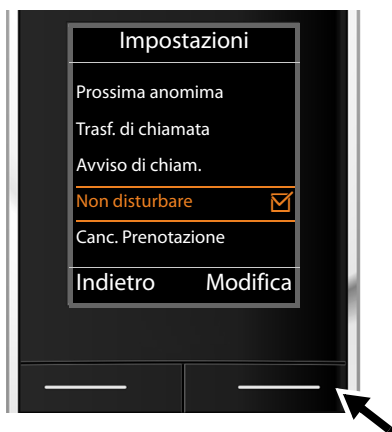 Impostazioni
Prossima anomima
Trasf. di chiamata
Avviso di chiam.
Non disturbare
Canc. Prenotazione
Indietro Modifica